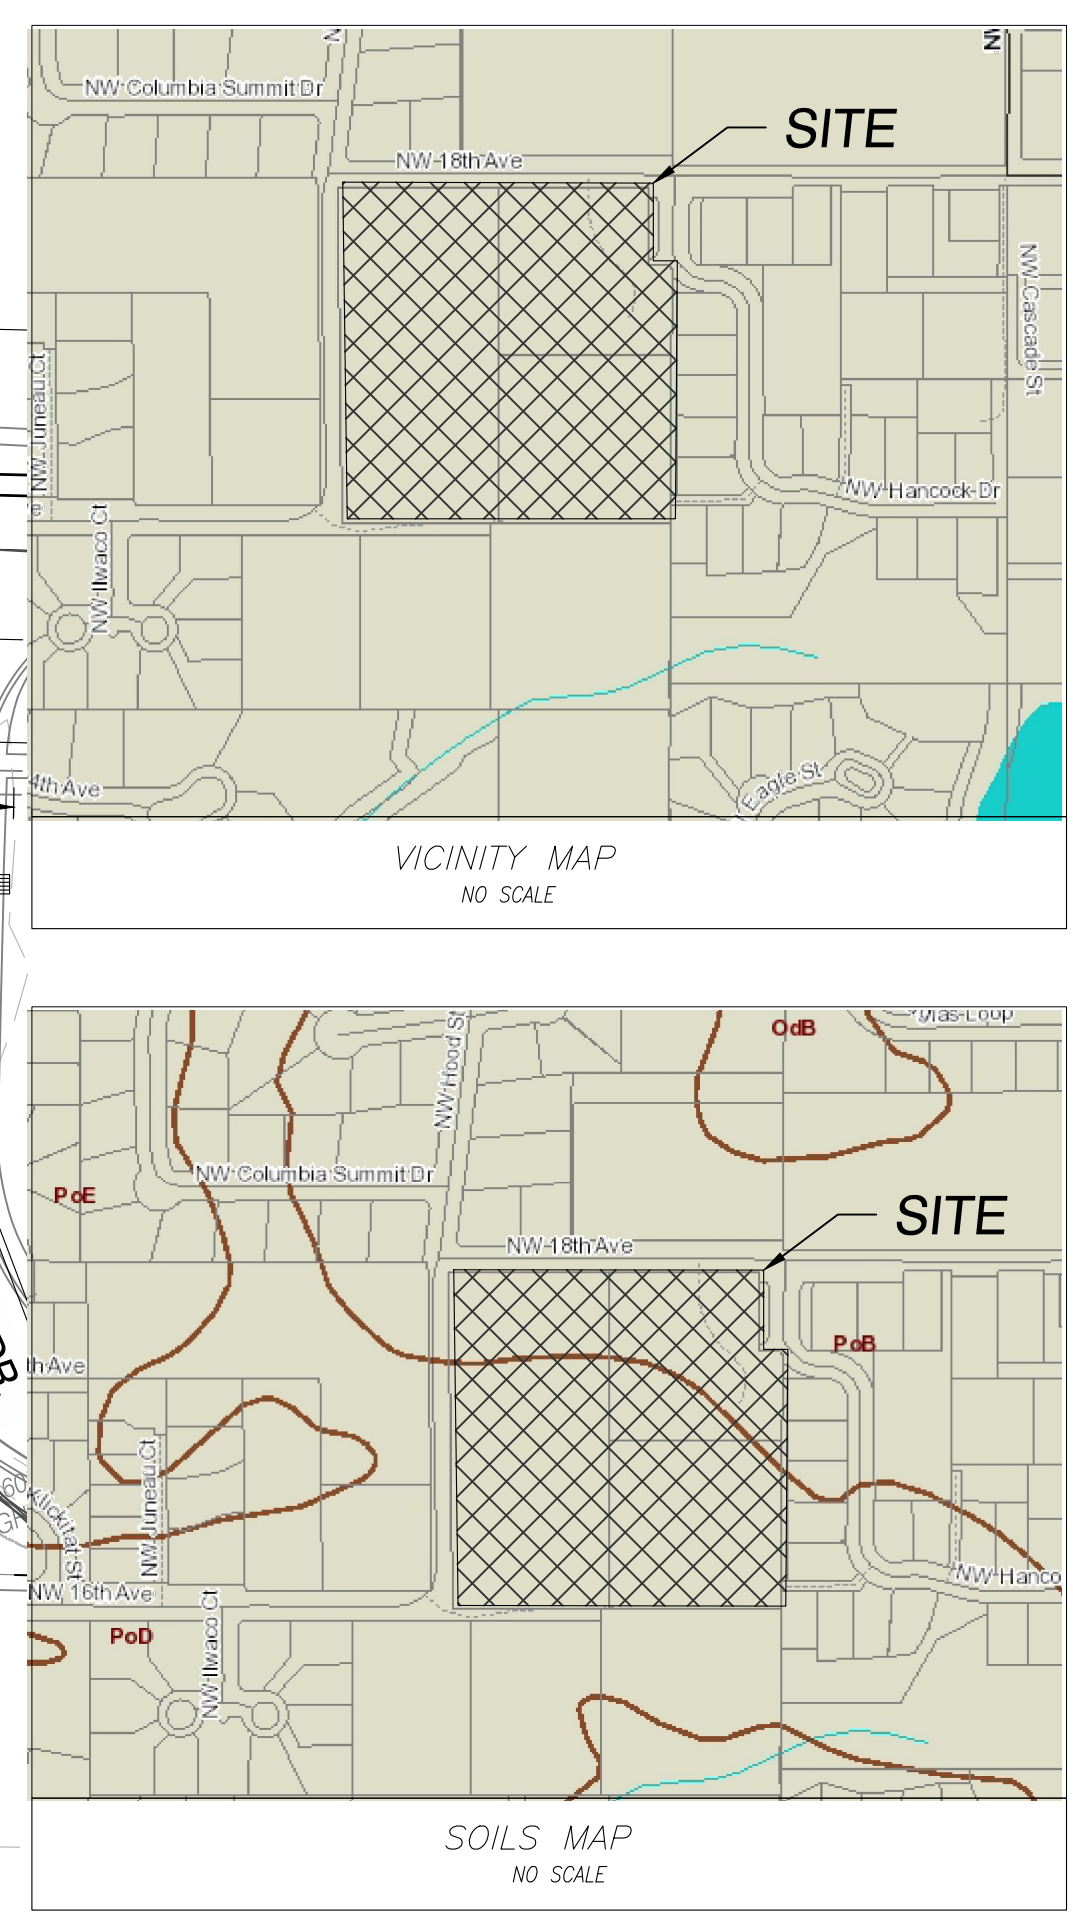 NW Columbia Summit Dr
SITE
NW 18th Ave
NW Cascade St
NW Juneau Ct
NW Hancock Dr
NW Ilwaco Ct
4th Ave
Eagle St
VICINITY MAP
NO SCALE
OdB
NW Hood St
NW Columbia Summit Dr
PoE
SITE
NW 18th Ave
PoB
th Ave
NW Juneau Ct
Klickitat St
NW 16th Ave
NW Hanco
PoD
NW Ilwaco Ct
SOILS MAP
NO SCALE